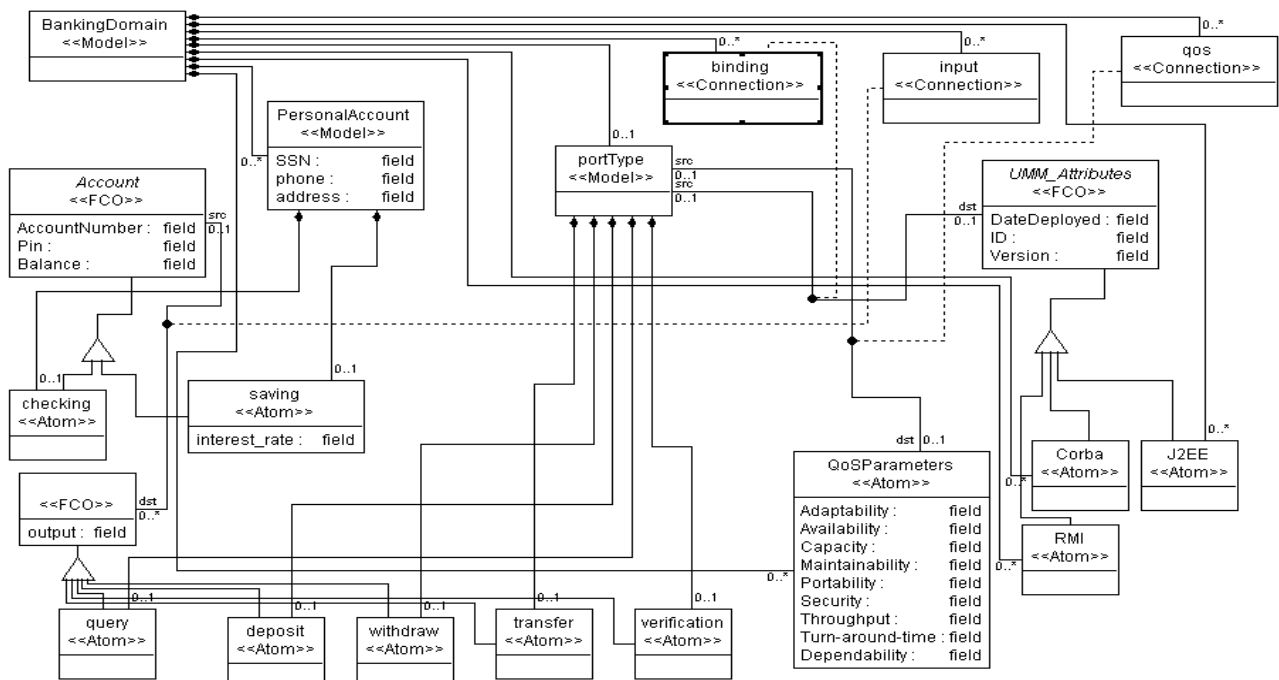 BankingDomain
<<Model>>
0..*
0..*
0..*
binding
<<Connection>>
input
<<Connection>>
qos
<<Connection>>
PersonalAccount
<<Model>>
SSN : field
phone : field
address : field
0..*
0..1
portType
<<Model>>
src
0..1
src
0..1
Account
<<FCO>>
AccountNumber : field
Pin : field
Balance : field
src
0..1
UMM_Attributes
<<FCO>>
DateDeployed : field
ID : field
Version : field
dst
0..1
0..1
checking
<<Atom>>
0..1
saving
<<Atom>>
interest_rate : field
dst 0..1
QoSParameters
<<Atom>>
Adaptability : field
Availability : field
Capacity : field
Maintainability : field
Portability : field
Security : field
Throughput : field
Turn-around-time : field
Dependability : field
0..*
Corba
<<Atom>>
0..*
0..*
J2EE
<<Atom>>
RMI
<<Atom>>
0..*
<<FCO>>
output : field
dst
0..*
0..1
query
<<Atom>>
0..1
deposit
<<Atom>>
0..1
withdraw
<<Atom>>
0..1
transfer
<<Atom>>
0..1
verification
<<Atom>>